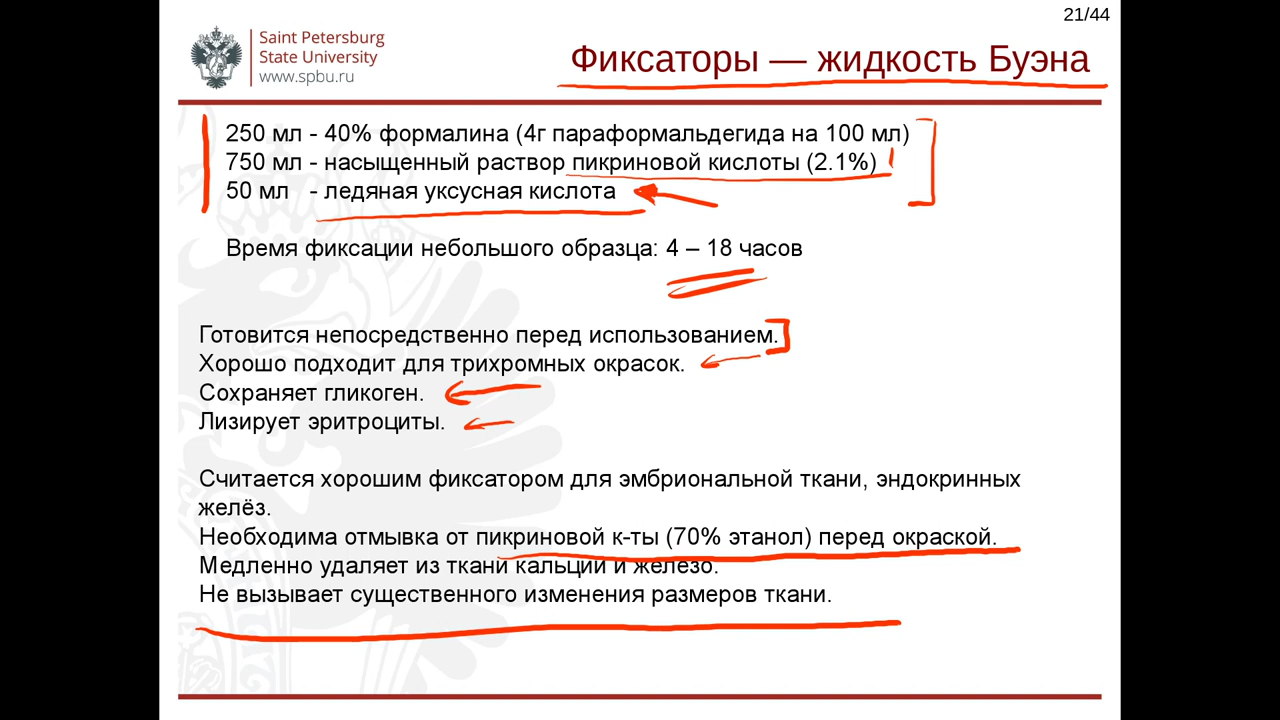 21/44
Saint Petersburg
State University
www.spbu.ru
Фиксаторы — жидкость Буэна
250 мл - 40% формалина (4г параформальдегида на 100 мл)
750 мл - насыщенный раствор пикриновой кислоты (2.1%)
50 мл - ледяная уксусная кислота
Время фиксации небольшого образца: 4 – 18 часов
Готовится непосредственно перед использованием.
Хорошо подходит для трихромных окрасок.
Сохраняет гликоген.
Лизирует эритроциты.
Считается хорошим фиксатором для эмбриональной ткани, эндокринных
желёз.
Необходима отмывка от пикриновой к-ты (70% этанол) перед окраской.
Медленно удаляет из ткани кальций и железо.
Не вызывает существенного изменения размеров ткани.